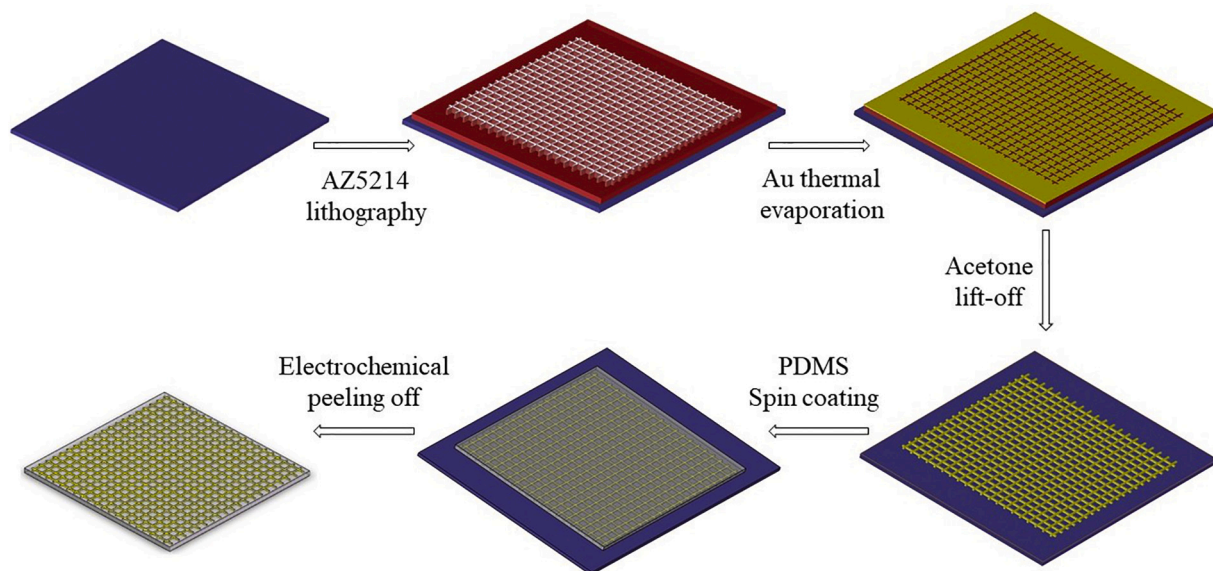 AZ5214
lithography
Au thermal
evaporation
Acetone
lift-off
PDMS
Spin coating
Electrochemical
peeling off